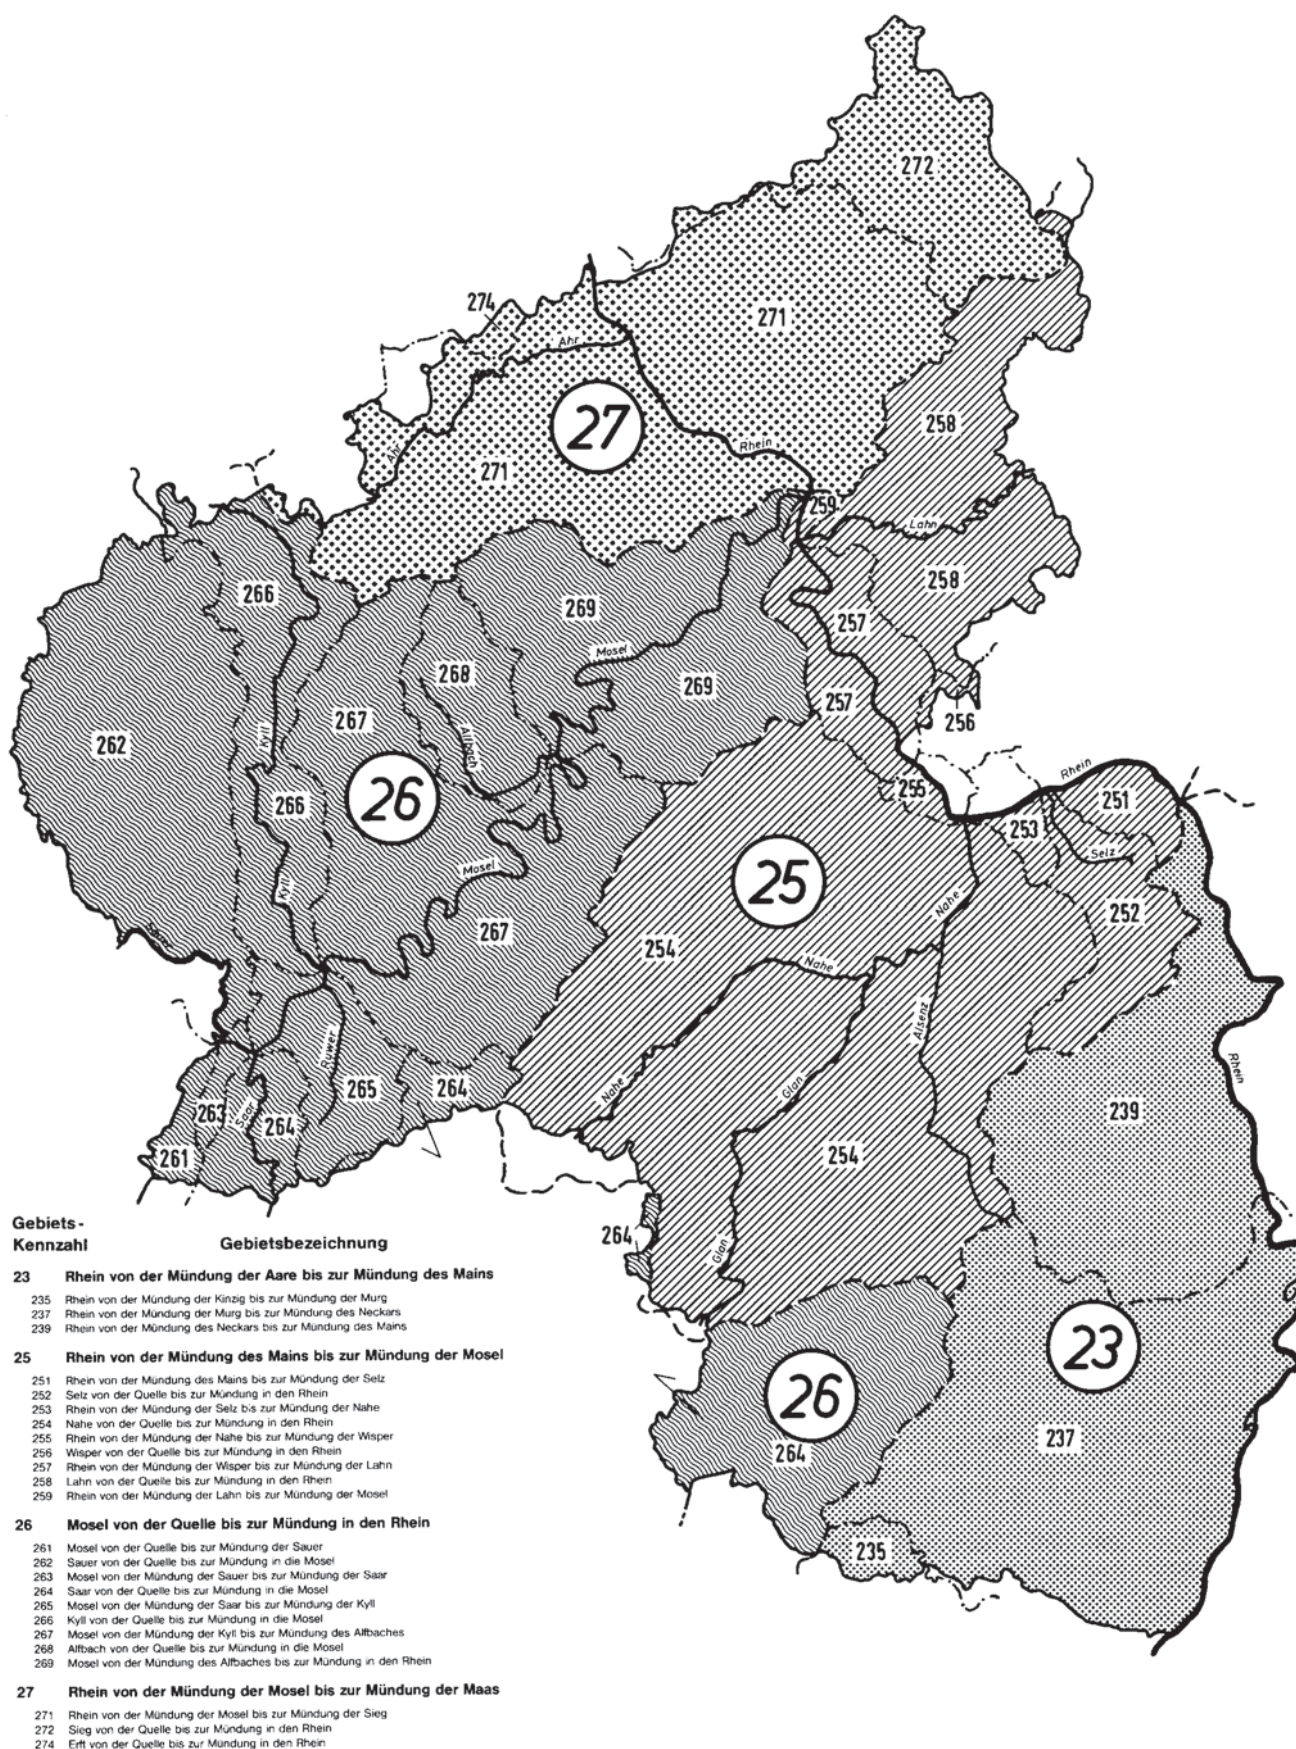 272
274
271
Ahr
27
258
Rhein
Ahr
271
259
Lahn
266
269
258
257
Mosel
268
269
257
267
256
262
Kyll
Alfbach
Rhein
26
266
255
251
253
Selz
25
Mosel
Kyll
Nahe
252
267
254
Nahe
Sauer
Alsenz
Ruwer
Rhein
265
264
Nahe
Glan
263
Saar
264
239
261
254
264
Glan
23
26
264
237
235
Gebiets-
Kennzahl Gebietsbezeichnung
23 Rhein von der Mündung der Aare bis zur Mündung des Mains
235 Rhein von der Mündung der Kinzig bis zur Mündung der Murg
237 Rhein von der Mündung der Murg bis zur Mündung des Neckars
239 Rhein von der Mündung des Neckars bis zur Mündung des Mains
25 Rhein von der Mündung des Mains bis zur Mündung der Mosel
251 Rhein von der Mündung des Mains bis zur Mündung der Selz
252 Selz von der Quelle bis zur Mündung in den Rhein
253 Rhein von der Mündung der Selz bis zur Mündung der Nahe
254 Nahe von der Quelle bis zur Mündung in den Rhein
255 Rhein von der Mündung der Nahe bis zur Mündung der Wisper
256 Wisper von der Quelle bis zur Mündung in den Rhein
257 Rhein von der Mündung der Wisper bis zur Mündung der Lahn
258 Lahn von der Quelle bis zur Mündung in den Rhein
259 Rhein von der Mündung der Lahn bis zur Mündung der Mosel
26 Mosel von der Quelle bis zur Mündung in den Rhein
261 Mosel von der Quelle bis zur Mündung der Sauer
262 Sauer von der Quelle bis zur Mündung in die Mosel
263 Mosel von der Mündung der Sauer bis zur Mündung der Saar
264 Saar von der Quelle bis zur Mündung in die Mosel
265 Mosel von der Mündung der Saar bis zur Mündung der Kyll
266 Kyll von der Quelle bis zur Mündung in die Mosel
267 Mosel von der Mündung der Kyll bis zur Mündung des Alfbaches
268 Alfbach von der Quelle bis zur Mündung in die Mosel
269 Mosel von der Mündung des Alfbaches bis zur Mündung in den Rhein
27 Rhein von der Mündung der Mosel bis zur Mündung der Maas
271 Rhein von der Mündung der Mosel bis zur Mündung der Sieg
272 Sieg von der Quelle bis zur Mündung in den Rhein
274 Erft von der Quelle bis zur Mündung in den Rhein